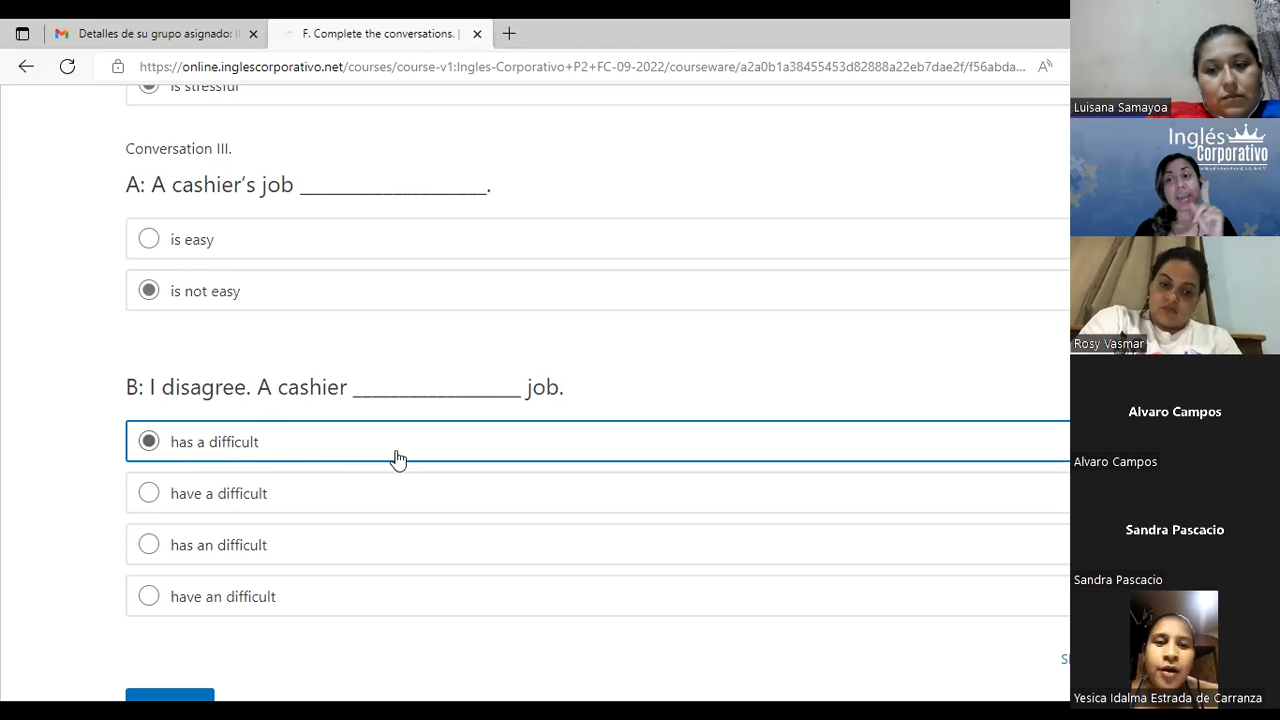 Detalles de su grupo asignado: I
F. Complete the conversations. |
https://online.inglescorporativo.net/courses/course-v1:Ingles-Corporativo+P2+FC-09-2022/courseware/a2a0b1a38455453d82888a22eb7dae2f/f56abda...
is stressful
Conversation III.
A: A cashier's job ___________________.
is easy
is not easy
B: I disagree. A cashier _________________ job.
has a difficult
have a difficult
has an difficult
have an difficult
Luisana Samayoa
Inglés
Corporativo
Rosy Vasmar
Alvaro Campos
Alvaro Campos
Sandra Pascacio
Sandra Pascacio
Yesica Idalma Estrada de Carranza